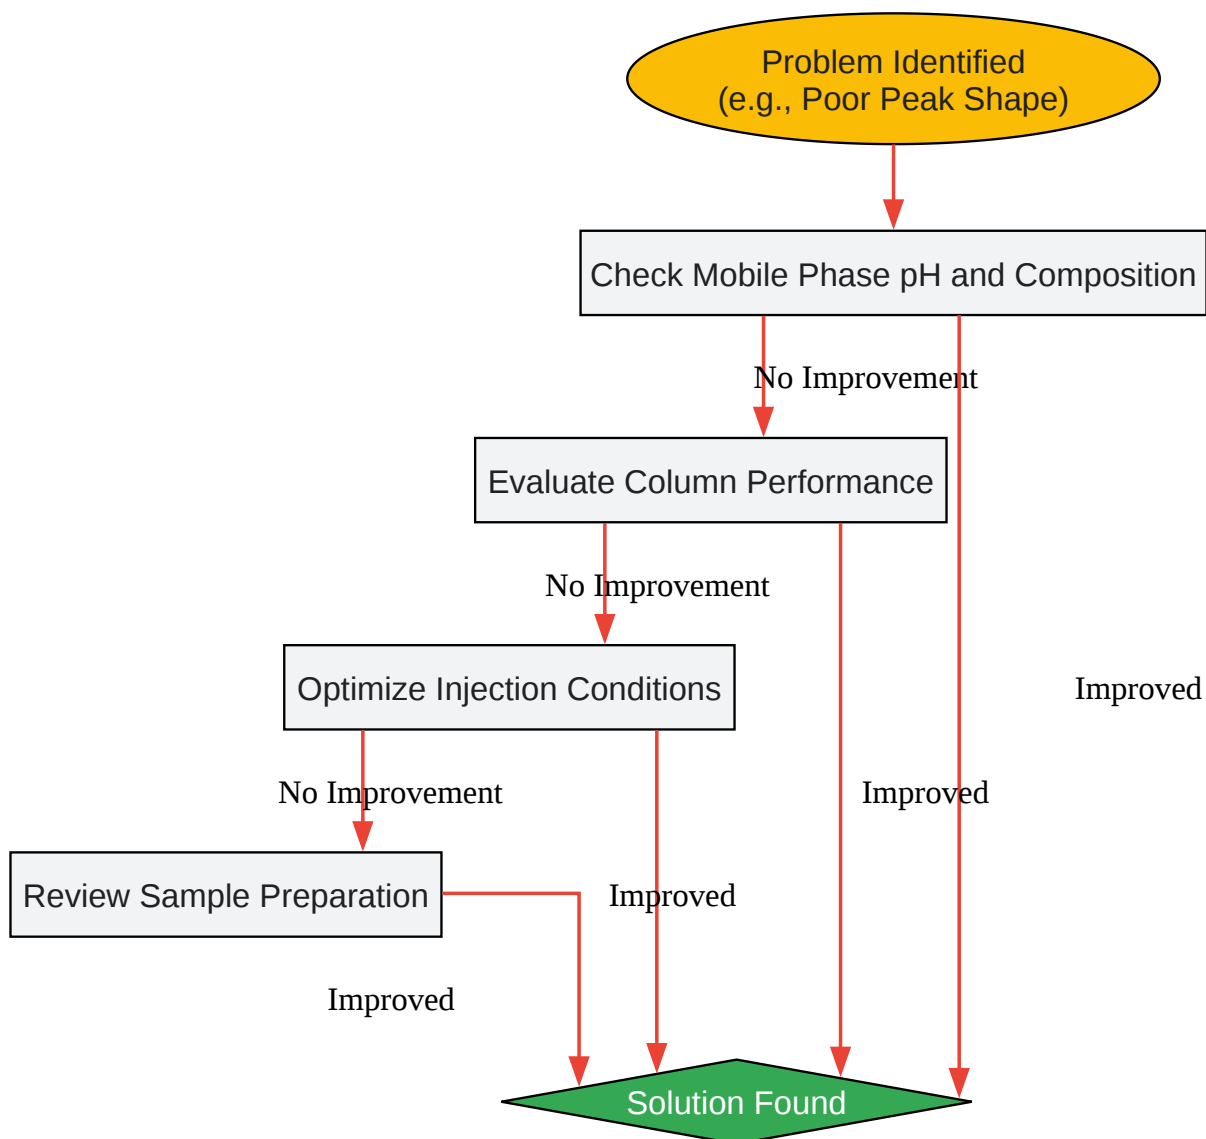 Problem Identified
(e.g., Poor Peak Shape)
Check Mobile Phase pH and Composition
No Improvement
Evaluate Column Performance
No Improvement
Optimize Injection Conditions
Improved
No Improvement
Improved
Review Sample Preparation
Improved
Improved
Solution Found